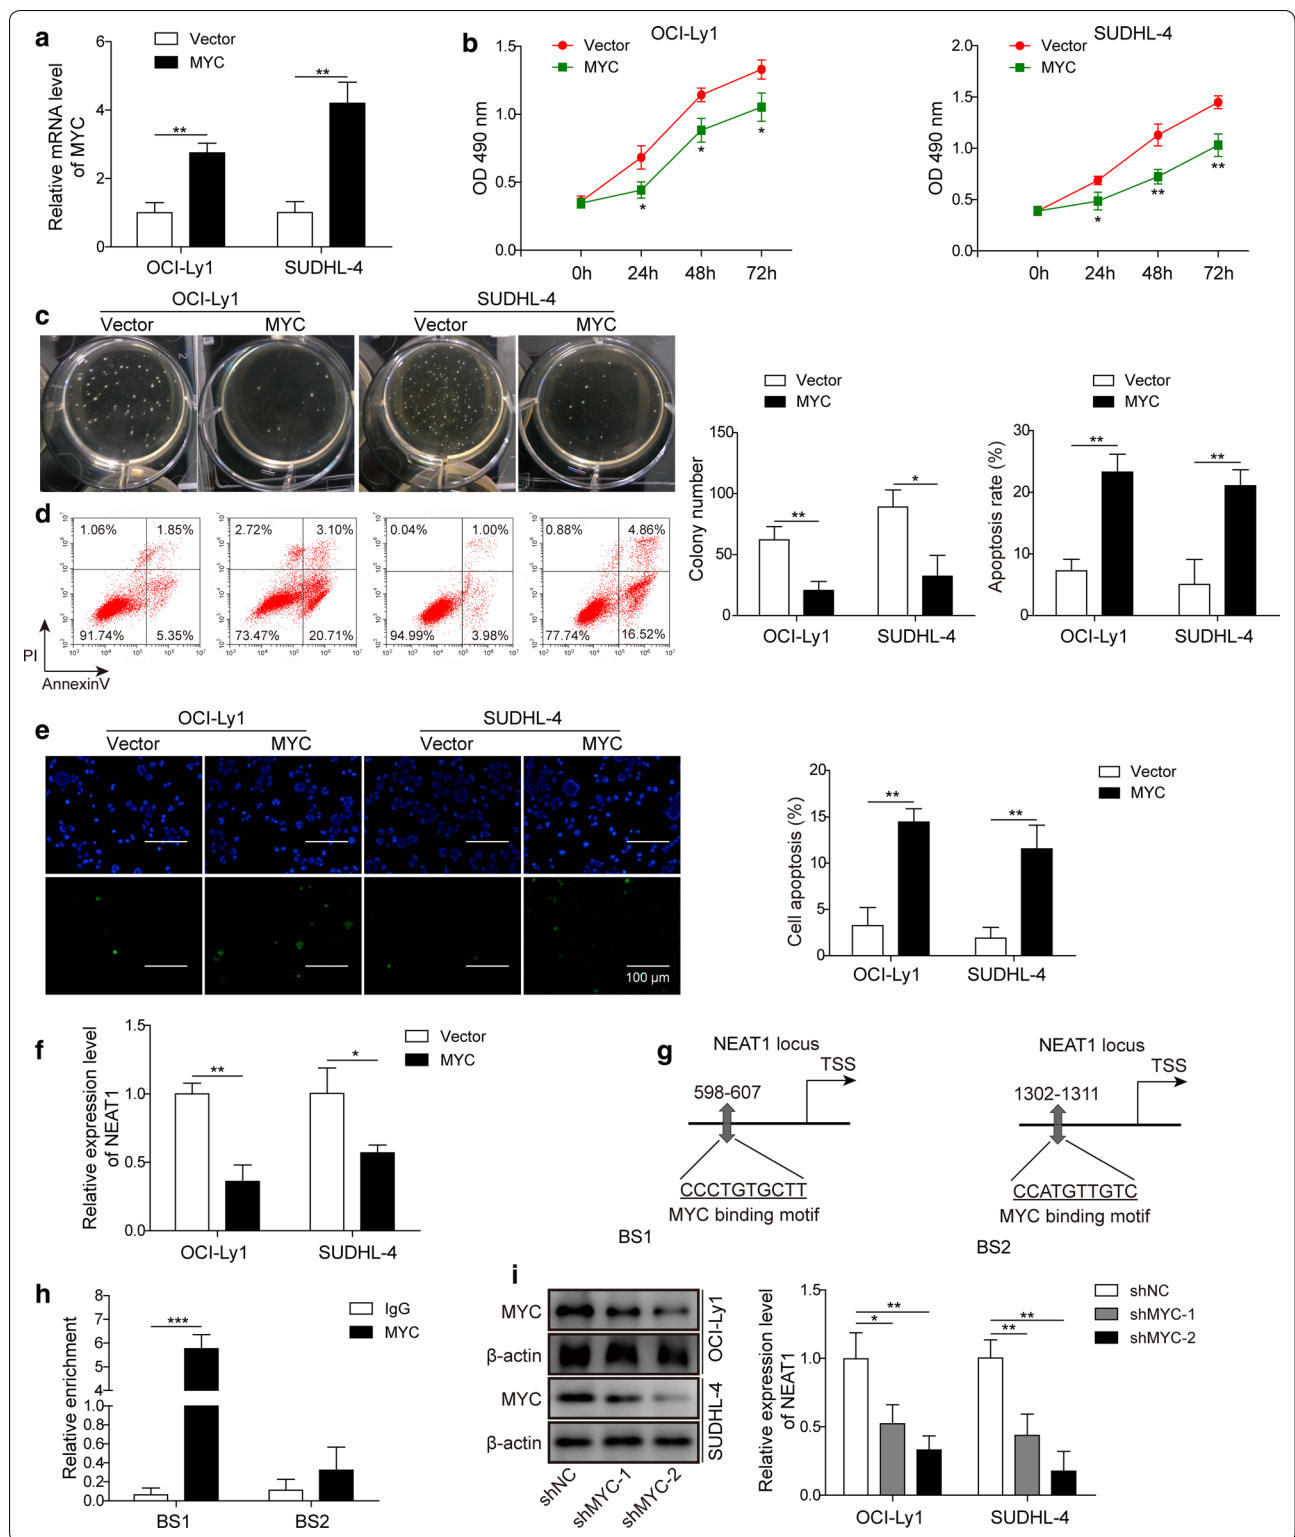 a
Vector
MYC
Relative mRNA level
of MYC
6
4
2
0
**
**
OCI-Ly1
SUDHL-4
b
OCI-Ly1
Vector
MYC
OD 490 nm
1.5
1.0
0.5
0.0
*
*
*
0h
24h
48h
72h
SUDHL-4
Vector
MYC
OD 490 nm
2.0
1.5
1.0
0.5
0.0
*
**
**
0h
24h
48h
72h
c
OCI-Ly1
SUDHL-4
Vector
MYC
Vector
MYC
Vector
MYC
Colony number
150
100
50
0
**
*
OCI-Ly1
SUDHL-4
Vector
MYC
Apoptosis rate (%)
30
20
10
0
**
**
OCI-Ly1
SUDHL-4
d
1.06%
1.85%
91.74%
5.35%
2.72%
3.10%
73.47%
20.71%
0.04%
1.00%
94.99%
3.98%
0.88%
4.86%
77.74%
16.52%
PI
AnnexinV
e
OCI-Ly1
SUDHL-4
Vector
MYC
Vector
MYC
100 μm
Cell apoptosis (%)
20
15
10
5
0
Vector
MYC
**
**
OCI-Ly1
SUDHL-4
f
Relative expression level
of NEAT1
1.5
1.0
0.5
0.0
Vector
MYC
**
*
OCI-Ly1
SUDHL-4
g
NEAT1 locus
TSS
598-607
CCCTGTGCTT
MYC binding motif
BS1
NEAT1 locus
TSS
1302-1311
CCATGTTGTC
MYC binding motif
BS2
h
Relative enrichment
8
7
6
5
4
1.0
0.8
0.6
0.4
0.2
0.0
IgG
MYC
***
BS1
BS2
i
MYC
β-actin
OCI-Ly1
MYC
β-actin
SUDHL-4
shNC
shMYC-1
shMYC-2
Relative expression level
of NEAT1
1.5
1.0
0.5
0.0
shNC
shMYC-1
shMYC-2
**
*
**
**
OCI-Ly1
SUDHL-4